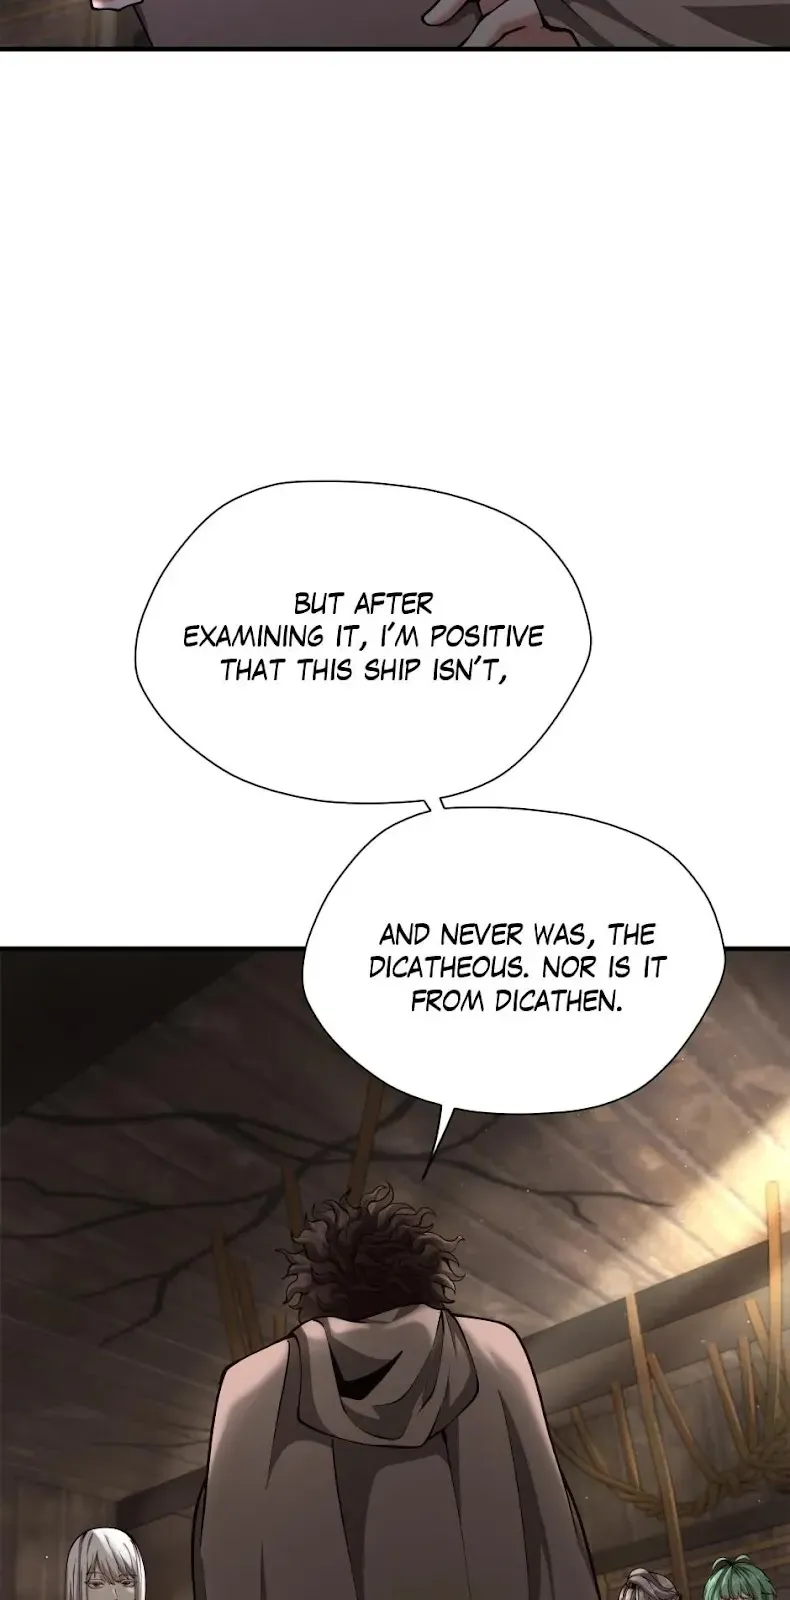 BUT AFTER
EXAMINING IT, I'M POSITIVE
THAT THIS SHIP ISN'T,
AND NEVER WAS, THE
DICATHEOUS. NOR IS IT
FROM DICATHEN.